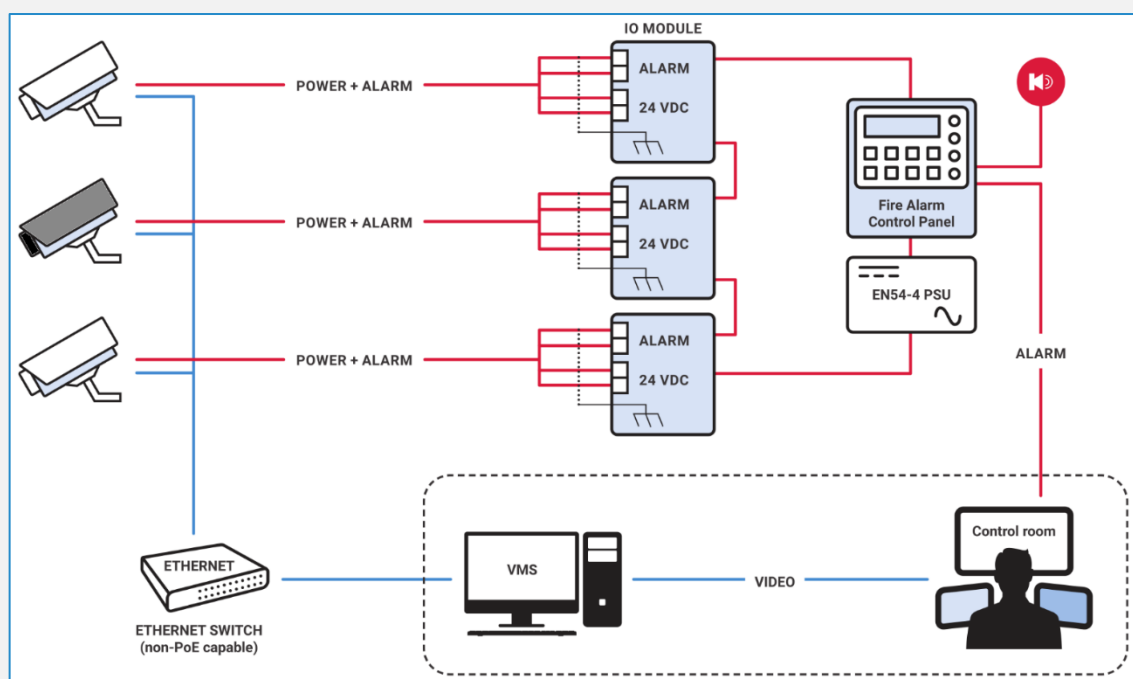 IO MODULE
POWER + ALARM
ALARM
24 VDC
Fire Alarm
Control Panel
POWER + ALARM
ALARM
24 VDC
EN54-4 PSU
POWER + ALARM
ALARM
24 VDC
ALARM
ETHERNET
ETHERNET SWITCH
(non-PoE capable)
VMS
VIDEO
Control room